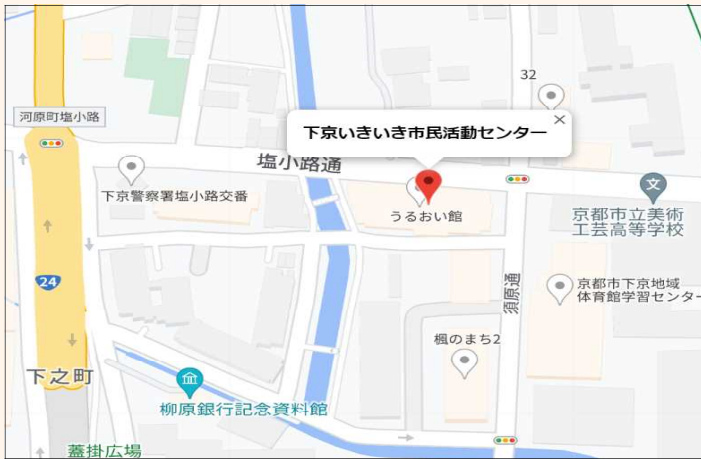 32
河原町塩小路
×
下京いきいき市民活動センター
塩小路通
下京警察署塩小路交番
うるおい館
文
京都市立美術
工芸高等学校
24
須原通
京都市下京地域
体育館学習センター
楓のまち2
下之町
柳原銀行記念資料館
蓋掛広場